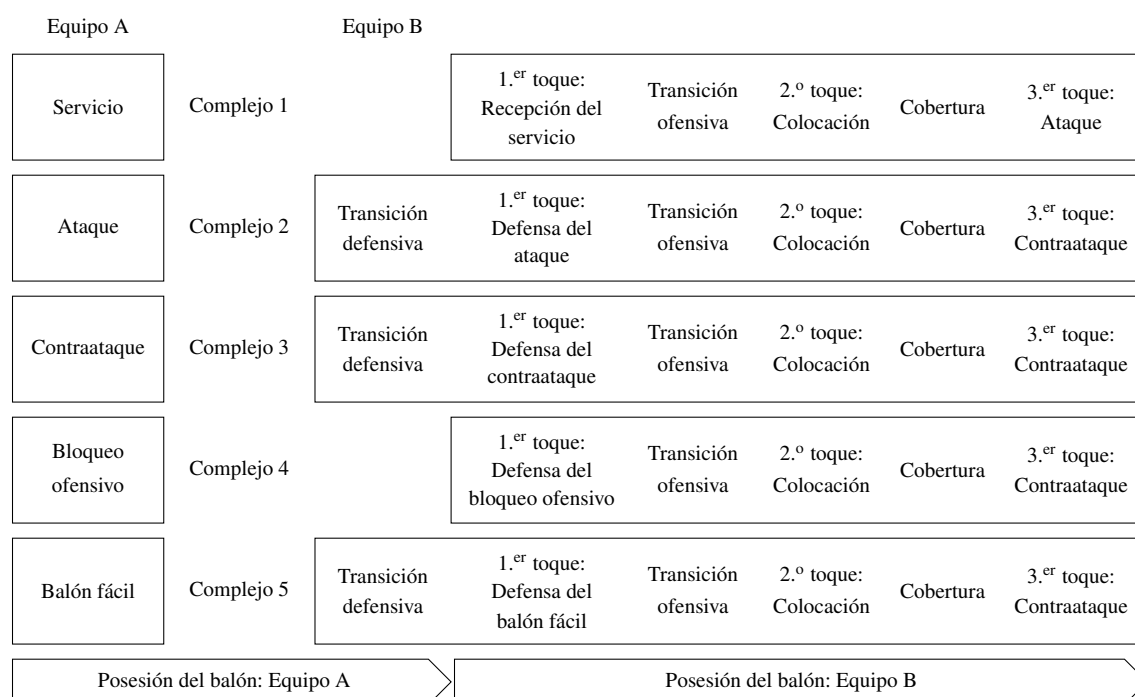 Equipo A
Equipo B
Servicio
Complejo 1
1.er toque:
Recepción del
servicio
Transición
ofensiva
2.º toque:
Colocación
Cobertura
3.er toque:
Ataque
Ataque
Complejo 2
Transición
defensiva
1.er toque:
Defensa del
ataque
Transición
ofensiva
2.º toque:
Colocación
Cobertura
3.er toque:
Contraataque
Contraataque
Complejo 3
Transición
defensiva
1.er toque:
Defensa del
contraataque
Transición
ofensiva
2.º toque:
Colocación
Cobertura
3.er toque:
Contraataque
Bloqueo
ofensivo
Complejo 4
1.er toque:
Defensa del
bloqueo ofensivo
Transición
ofensiva
2.º toque:
Colocación
Cobertura
3.er toque:
Contraataque
Balón fácil
Complejo 5
Transición
defensiva
1.er toque:
Defensa del
balón fácil
Transición
ofensiva
2.º toque:
Colocación
Cobertura
3.er toque:
Contraataque
Posesión del balón: Equipo A
Posesión del balón: Equipo B